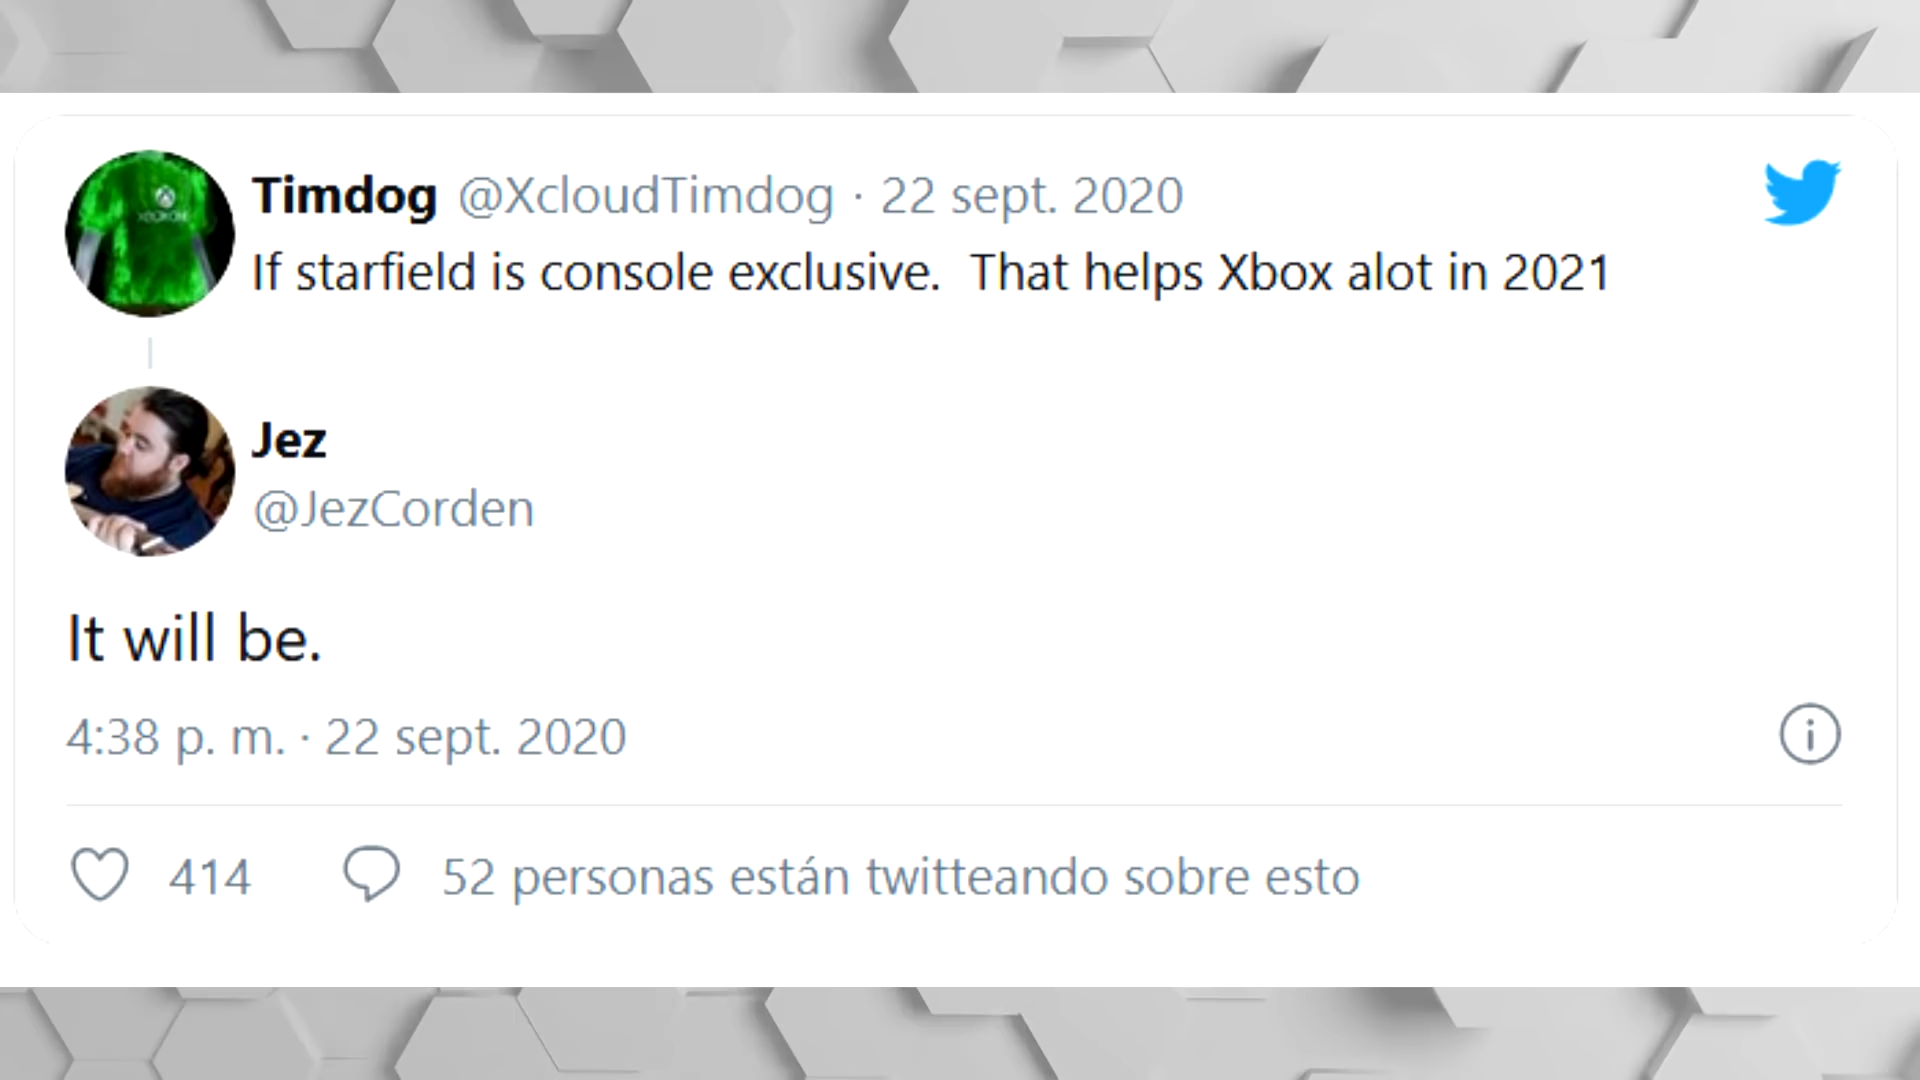 Timdog @XcloudTimdog · 22 sept. 2020
If starfield is console exclusive.  That helps Xbox alot in 2021
Jez
@JezCorden
It will be.
4:38 p. m. · 22 sept. 2020
414 52 personas están twitteando sobre esto